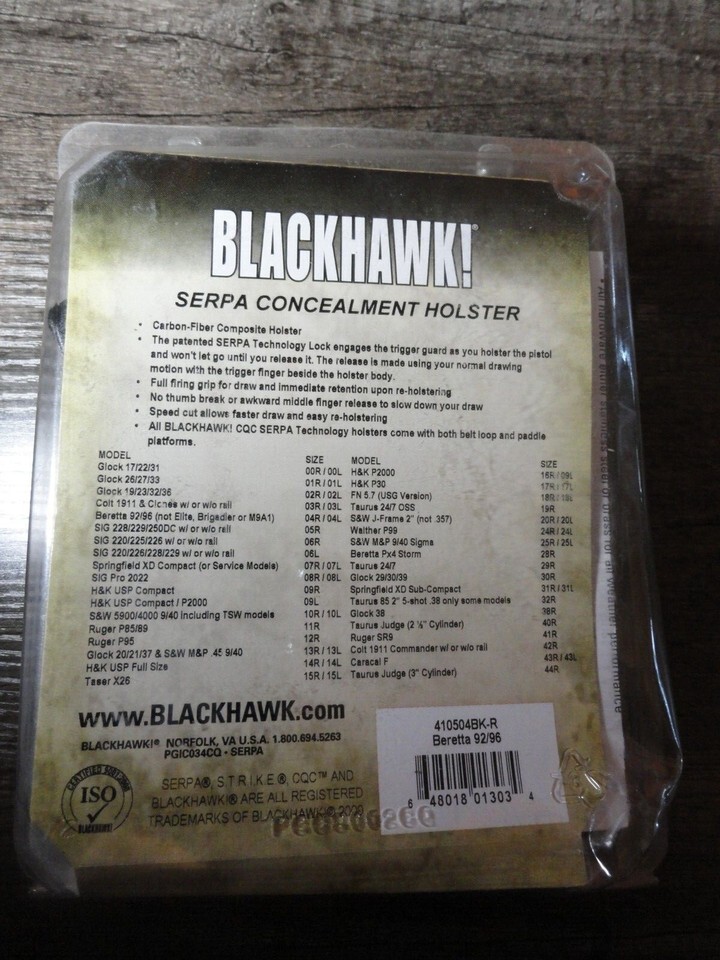 BLACKHAWK!®
SERPA CONCEALMENT HOLSTER
• Carbon-Fiber Composite Holster
• The patented SERPA Technology Lock engages the trigger guard as you holster the pistol
and won't let go until you release it. The release is made using your normal drawing
motion with the trigger finger beside the holster body.
• Full firing grip for draw and immediate retention upon re-holstering
• No thumb break or awkward middle finger release to slow down your draw
• Speed cut allows faster draw and easy re-holstering
• All BLACKHAWK! CQC SERPA Technology holsters come with both belt loop and paddle
platforms.
MODEL SIZE
Glock 17/22/31 00R / 00L
Glock 26/27/33 01R / 01L
Glock 19/23/32/36 02R / 02L
Colt 1911 & Clones w/ or w/o rail 03R / 03L
Beretta 92/96 (not Elite, Brigadier or M9A1) 04R / 04L
SIG 228/229/250DC w/ or w/o rail 05R
SIG 220/225/226 w/ or w/o rail 06R
SIG 220/226/228/229 w/ or w/o rail 06L
Springfield XD Compact (or Service Models) 07R / 07L
SIG Pro 2022 08R / 08L
H&K USP Compact 09R
H&K USP Compact / P2000 09L
S&W 5900/4000 9/40 including TSW models 10R / 10L
Ruger P85/89 11R
Ruger P95 12R
Glock 20/21/37 & S&W M&P .45 9/40 13R / 13L
H&K USP Full Size 14R / 14L
Taser X26 15R / 15L
MODEL SIZE
H&K P2000 16R / 09L
H&K P30 17R / 17L
FN 5.7 (USG Version) 18R / 18L
Taurus 24/7 OSS 19R
S&W J-Frame 2" (not .357) 20R / 20L
Walther P99 24R / 24L
S&W M&P 9/40 Sigma 25R / 25L
Beretta Px4 Storm 28R
Taurus 24/7 29R
Glock 29/30/39 30R
Springfield XD Sub-Compact 31R / 31L
Taurus 85 2" 5-shot .38 only some models 32R
Glock 38 38R
Taurus Judge (2 ½" Cylinder) 40R
Ruger SR9 41R
Colt 1911 Commander w/ or w/o rail 42R
Caracal F 43R / 43L
Taurus Judge (3" Cylinder) 44R
www.BLACKHAWK.com
BLACKHAWK!® NORFOLK, VA U.S.A. 1.800.694.5263
PGIC034CQ - SERPA
CERTIFIED
ISO
BLACKHAWK!
SERPA®, S.T.R.I.K.E.®, CQC™ AND
BLACKHAWK!® ARE ALL REGISTERED
TRADEMARKS OF BLACKHAWK!® 2009
410504BK-R
Beretta 92/96
6 48018 01303 4